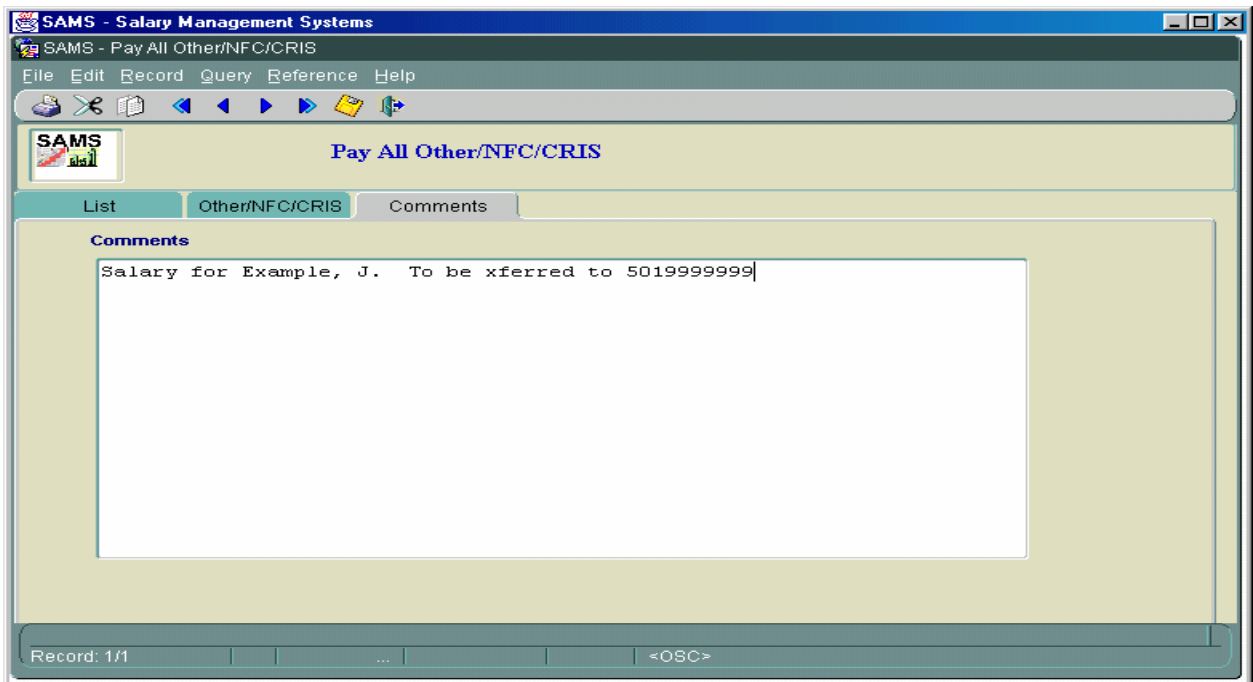 SAMS - Salary Management Systems
SAMS - Pay All Other/NFC/CRIS
File Edit Record Query Reference Help
SAMS
Pay All Other/NFC/CRIS
List Other/NFC/CRIS Comments
Comments
Salary for Example, J.  To be xferred to 5019999999
Record: 1/1 ... <OSC>